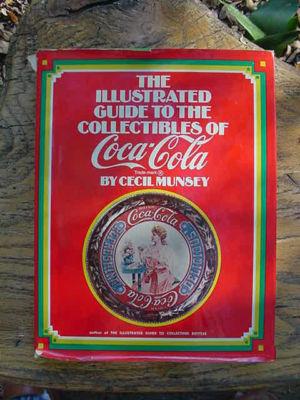 THE
ILLUSTRATED
GUIDE TO THE
COLLECTIBLES OF
Coca-Cola
Trade-mark ®
BY CECIL MUNSEY
Coca-Cola
Coca-Cola
author of THE ILLUSTRATED GUIDE TO COLLECTING BOTTLES